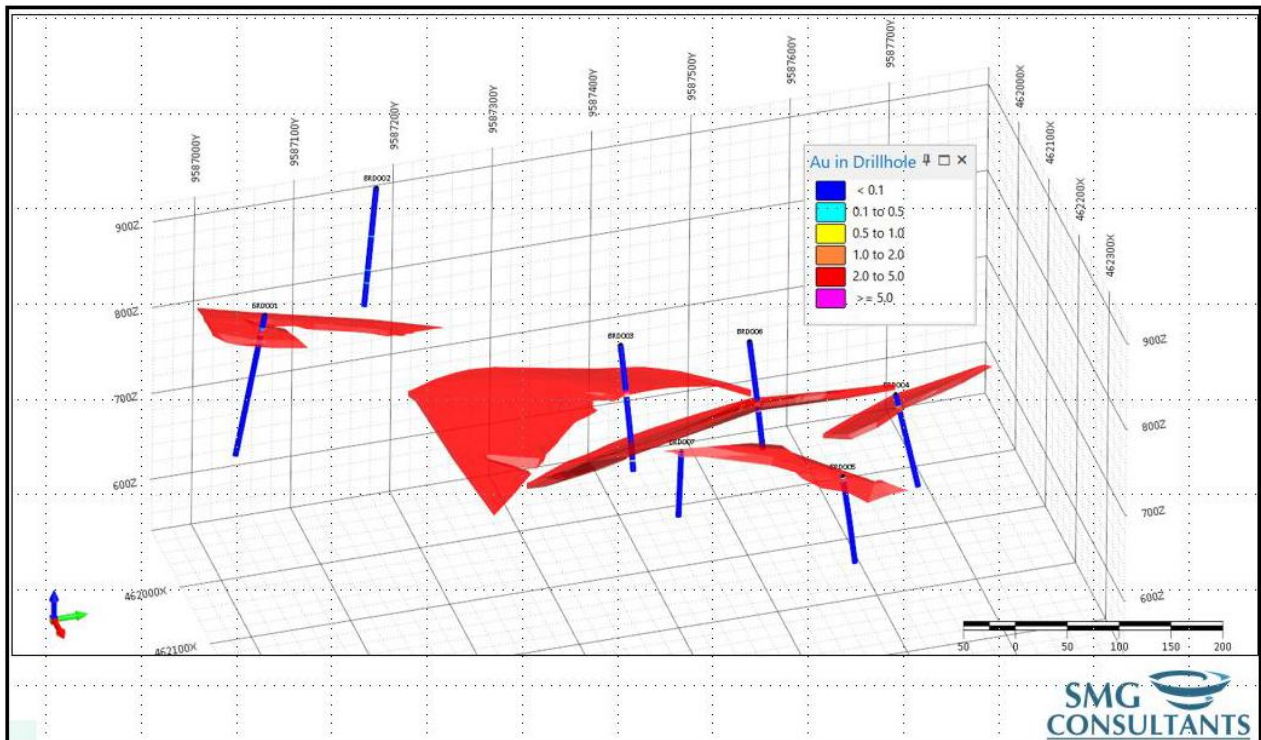 9587000Y
9587100Y
9587200Y
9587300Y
9587400Y
9587500Y
9587600Y
9587700Y
462000X
462100X
462200X
462300X
Au in Drillhole
< 0.1
0.1 to 0.5
0.5 to 1.0
1.0 to 2.0
2.0 to 5.0
>= 5.0
BRD002
900Z
800Z
700Z
600Z
BRD001
BRD003
BRD006
BRD004
BRD007
BRD005
900Z
800Z
700Z
600Z
462000X
462100X
50 0 50 100 150 200
SMG
CONSULTANTS